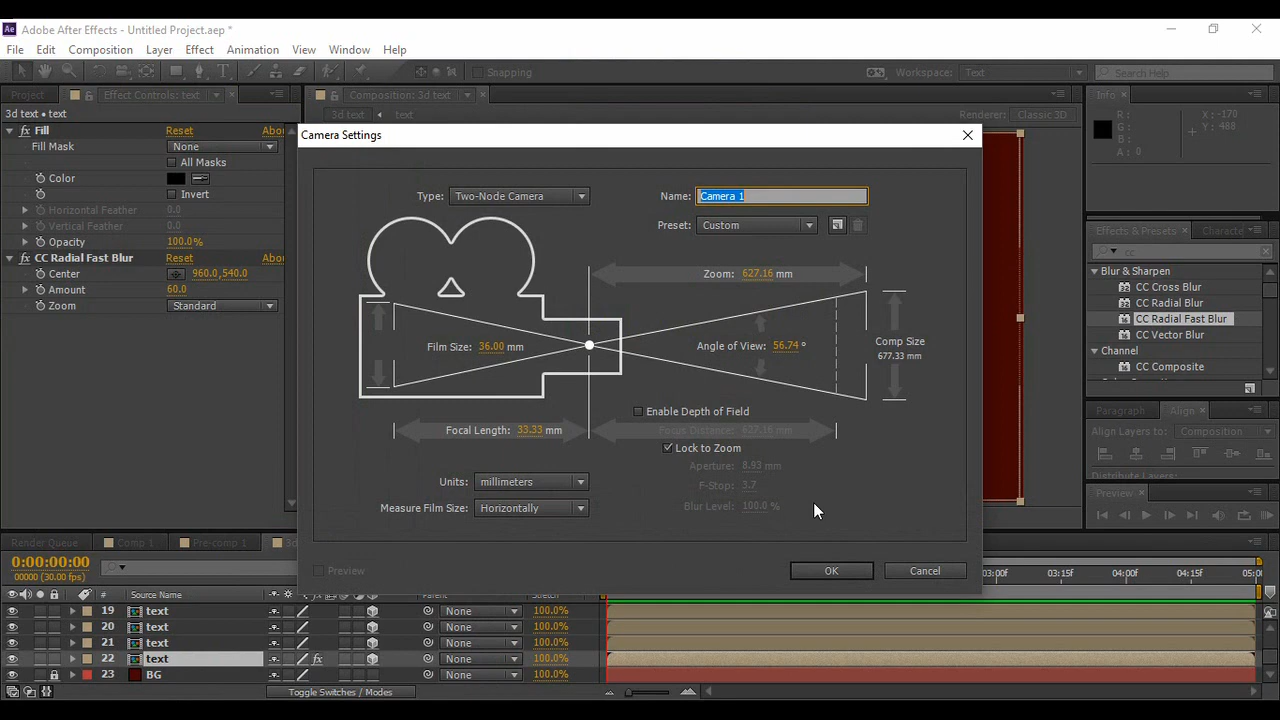 Ae Adobe After Effects - Untitled Project.aep *
File Edit Composition Layer Effect Animation View Window Help
Snapping
Workspace: Text
Search Help
Project
Effect Controls: text
Composition: 3d text
Info
3d text • text
3d text text
Renderer: Classic 3D
R:
G:
B:
A: 0
X: -170
Y: 488
fx Fill Reset Abou
Fill Mask None
All Masks
Color
Invert
Horizontal Feather 0.0
Vertical Feather 0.0
Opacity 100.0%
fx CC Radial Fast Blur Reset Abou
Center 960.0,540.0
Amount 60.0
Zoom Standard
Camera Settings
Type: Two-Node Camera
Name: Camera 1
Preset: Custom
Zoom: 627.16 mm
Film Size: 36.00 mm
Angle of View: 56.74 °
Comp Size
677.33 mm
Enable Depth of Field
Focal Length: 33.33 mm
Focus Distance: 627.16 mm
Lock to Zoom
Aperture: 8.93 mm
F-Stop: 3.7
Blur Level: 100.0 %
Units: millimeters
Measure Film Size: Horizontally
Preview
OK
Cancel
Effects & Presets
Characte
cc
Blur & Sharpen
CC Cross Blur
CC Radial Blur
CC Radial Fast Blur
CC Vector Blur
Channel
CC Composite
Paragraph
Align
Align Layers to: Composition
Distribute Layers:
Preview
Render Queue
Comp 1
Pre-comp 1
3d
0:00:00:00
00000 (30.00 fps)
# Source Name
Parent
Stretch
03:00f 03:15f 04:00f 04:15f 05:0
19 text None 100.0%
20 text None 100.0%
21 text None 100.0%
22 text fx None 100.0%
23 BG None 100.0%
Toggle Switches / Modes